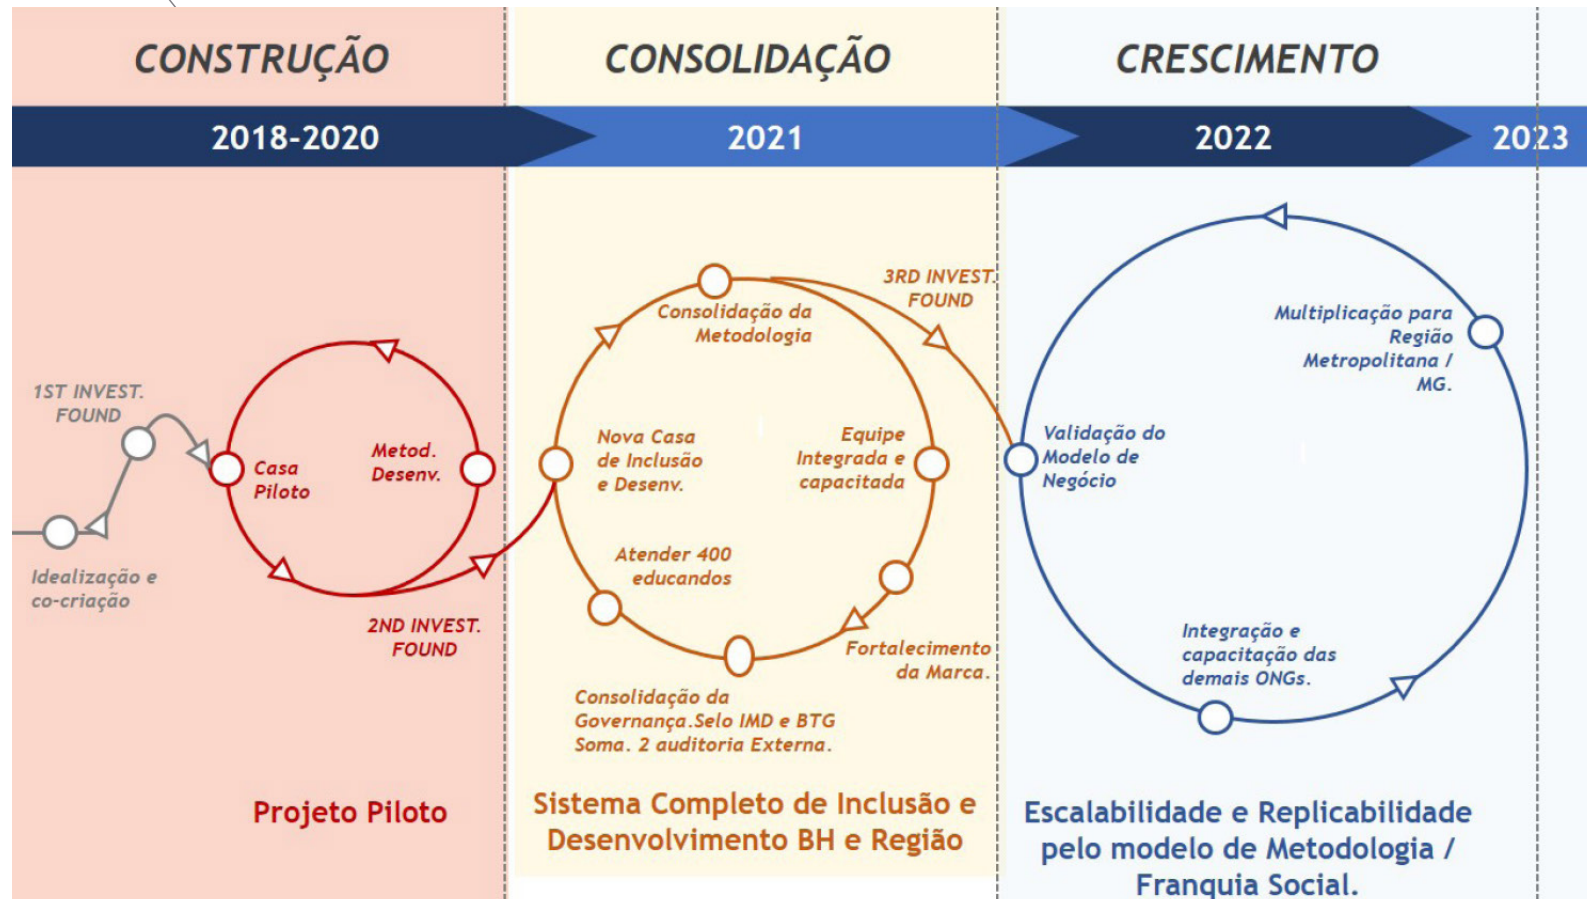 CONSTRUÇÃO
CONSOLIDAÇÃO
CRESCIMENTO
2018-2020
2021
2022
2023
1ST INVEST.
FOUND
Idealização e
co-criação
Casa
Piloto
Metod.
Desenv.
2ND INVEST.
FOUND
Projeto Piloto
Consolidação da
Metodologia
3RD INVEST.
FOUND
Nova Casa
de Inclusão
e Desenv.
Equipe
Integrada e
capacitada
Atender 400
educandos
Fortalecimento
da Marca.
Consolidação da
Governança.Selo IMD e BTG
Soma. 2 auditoria Externa.
Sistema Completo de Inclusão e
Desenvolvimento BH e Região
Multiplicação para
Região
Metropolitana /
MG.
Validação do
Modelo de
Negócio
Integração e
capacitação das
demais ONGs.
Escalabilidade e Replicabilidade
pelo modelo de Metodologia /
Franquia Social.